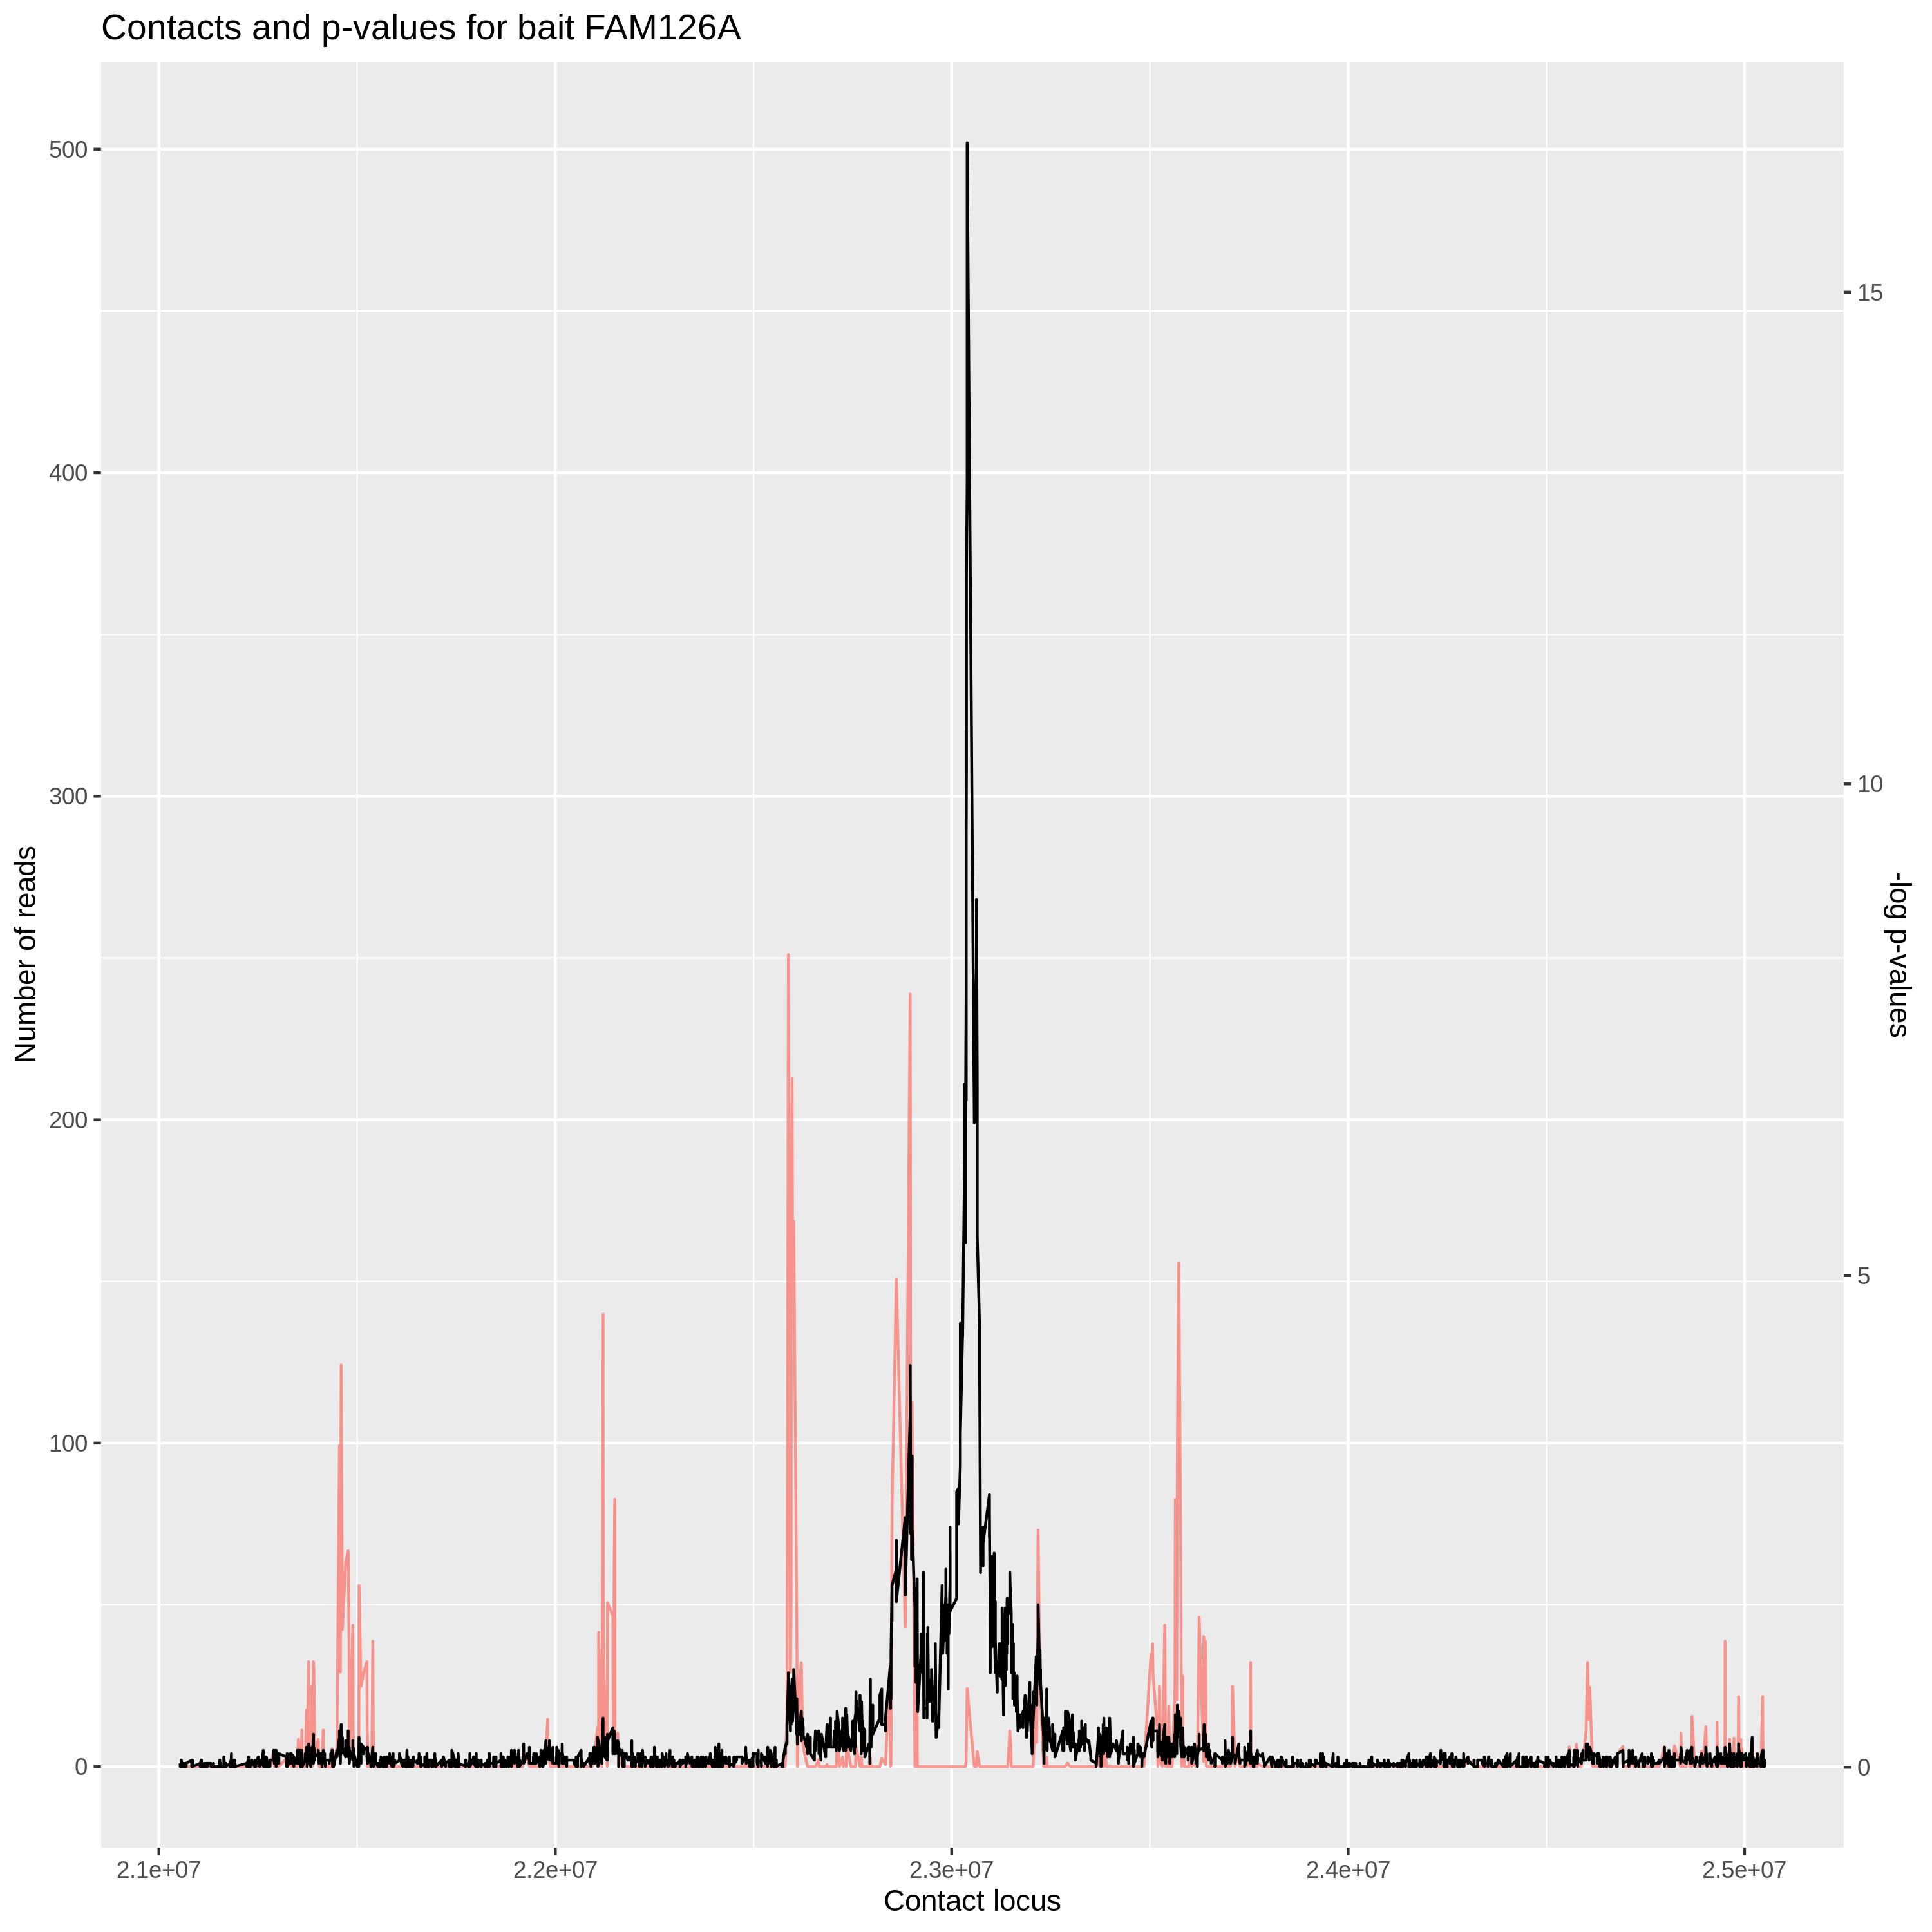 Contacts and p-values for bait FAM126A
500
400
300
200
100
0
Number of reads
15
10
5
0
-log p-values
2.1e+07 2.2e+07 2.3e+07 2.4e+07 2.5e+07
Contact locus